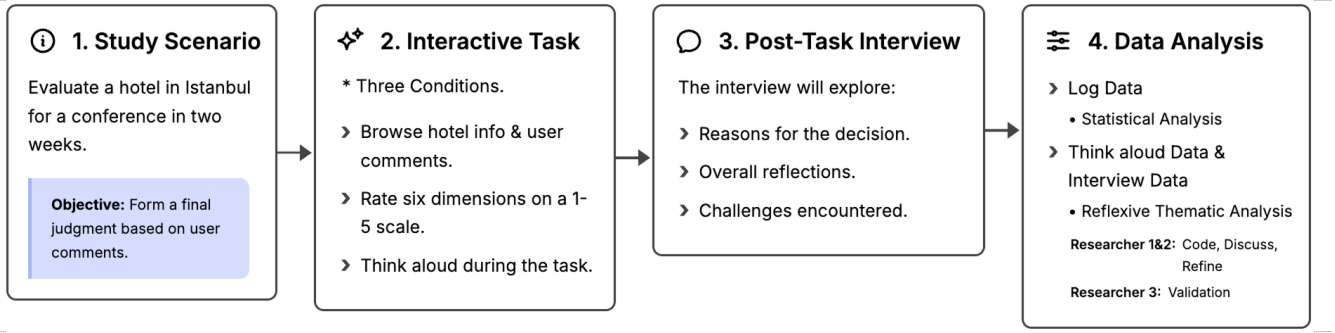 1. Study Scenario
Evaluate a hotel in Istanbul
for a conference in two
weeks.
Objective: Form a final
judgment based on user
comments.
2. Interactive Task
* Three Conditions.
Browse hotel info & user
comments.
Rate six dimensions on a 1-
5 scale.
Think aloud during the task.
3. Post-Task Interview
The interview will explore:
Reasons for the decision.
Overall reflections.
Challenges encountered.
4. Data Analysis
Log Data
• Statistical Analysis
Think aloud Data &
Interview Data
• Reflexive Thematic Analysis
Researcher 1&2: Code, Discuss,
Refine
Researcher 3: Validation